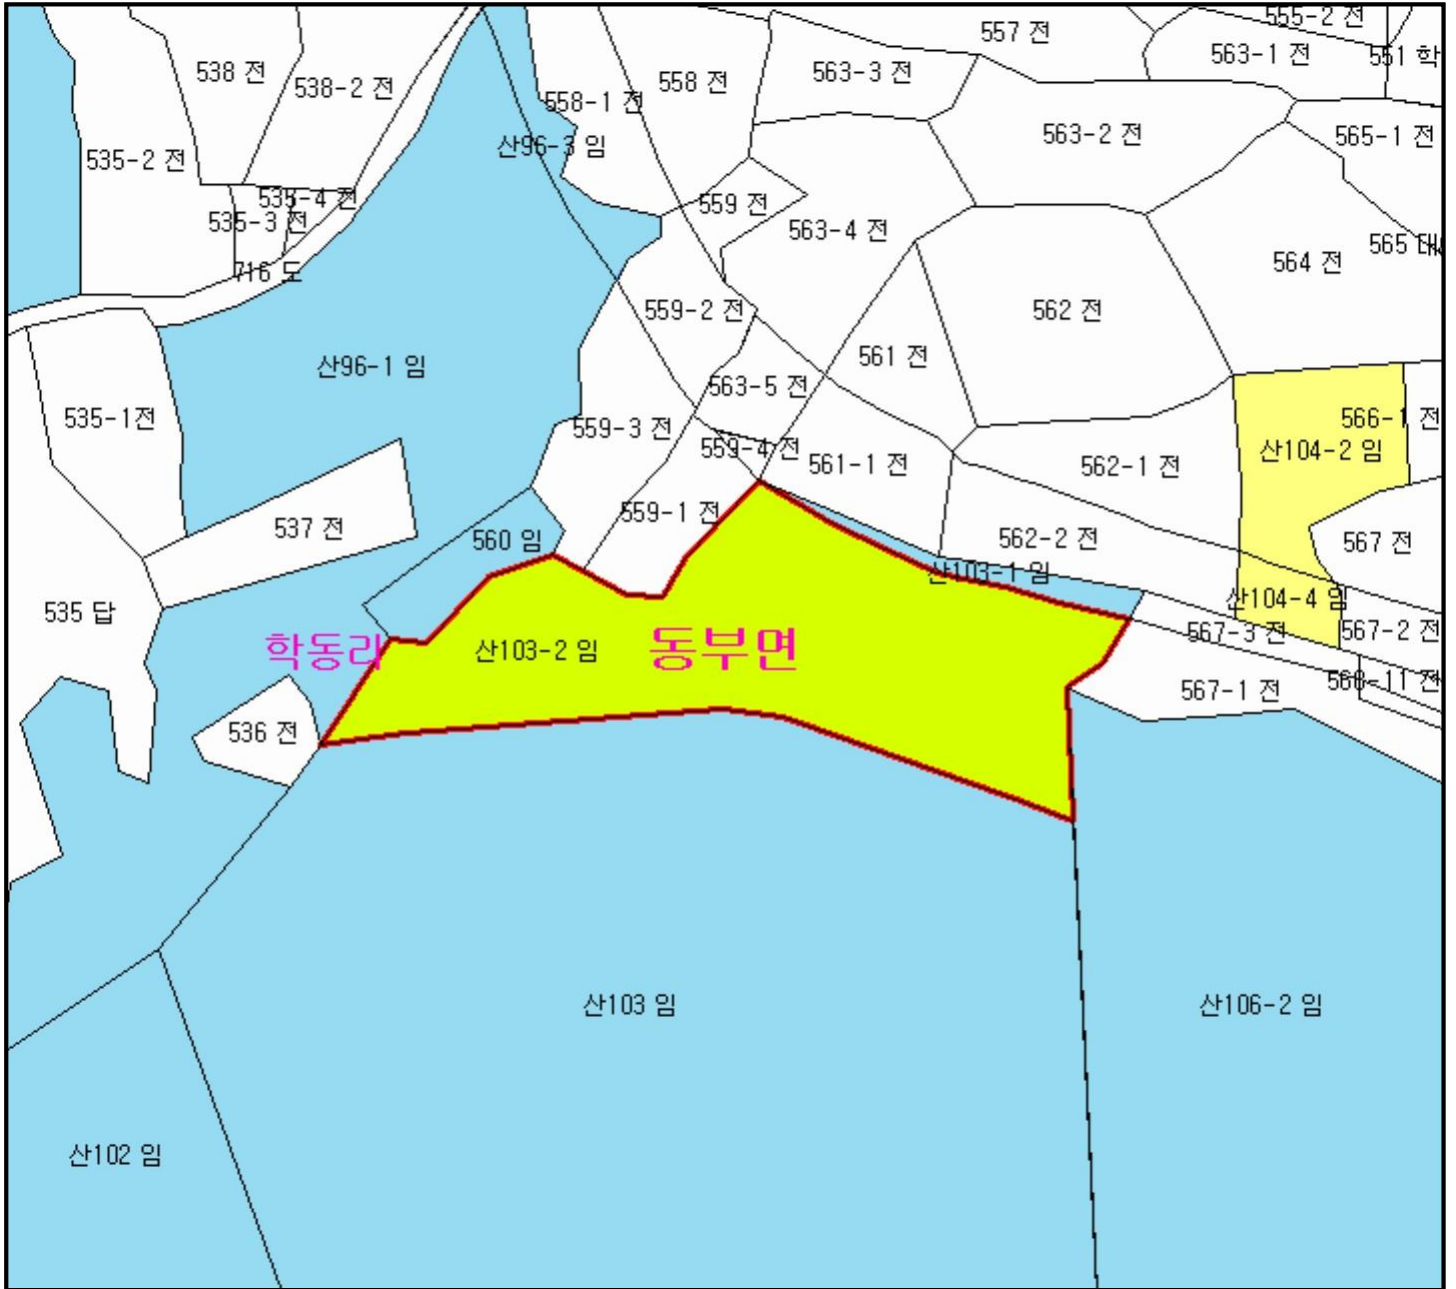 555-2 전
557 전
563-1 전
551 학
538 전
538-2 전
558 전
563-3 전
558-1 전
563-2 전
565-1 전
산96-3 임
535-2 전
559 전
535-3 전
563-4 전
565 대
564 전
716 도
559-2 전
562 전
산96-1 임
561 전
563-5 전
535-1전
566-1 전
559-3 전
559-4 전
산104-2 임
561-1 전
562-1 전
559-1 전
537 전
560 임
562-2 전
567 전
산103-1 임
산104-4 임
535 답
567-3 전
567-2 전
학동리
산103-2 임
동부면
567-1 전
536 전
산103 임
산106-2 임
산102 임